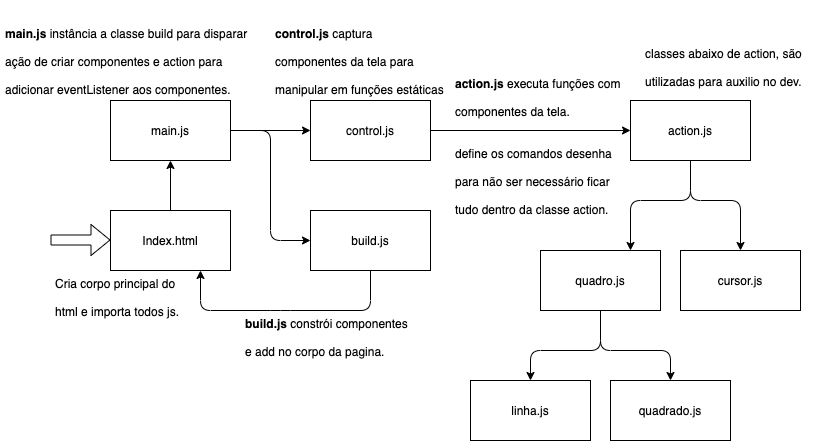 main.js instância a classe build para disparar
ação de criar componentes e action para
adicionar eventListener aos componentes.
control.js captura
componentes da tela para
manipular em funções estáticas
classes abaixo de action, são
utilizadas para auxilio no dev.
action.js executa funções com
componentes da tela.
main.js
control.js
action.js
define os comandos desenha
para não ser necessário ficar
tudo dentro da classe action.
Index.html
build.js
Cria corpo principal do
html e importa todos js.
quadro.js
cursor.js
build.js constrói componentes
e add no corpo da pagina.
linha.js
quadrado.js